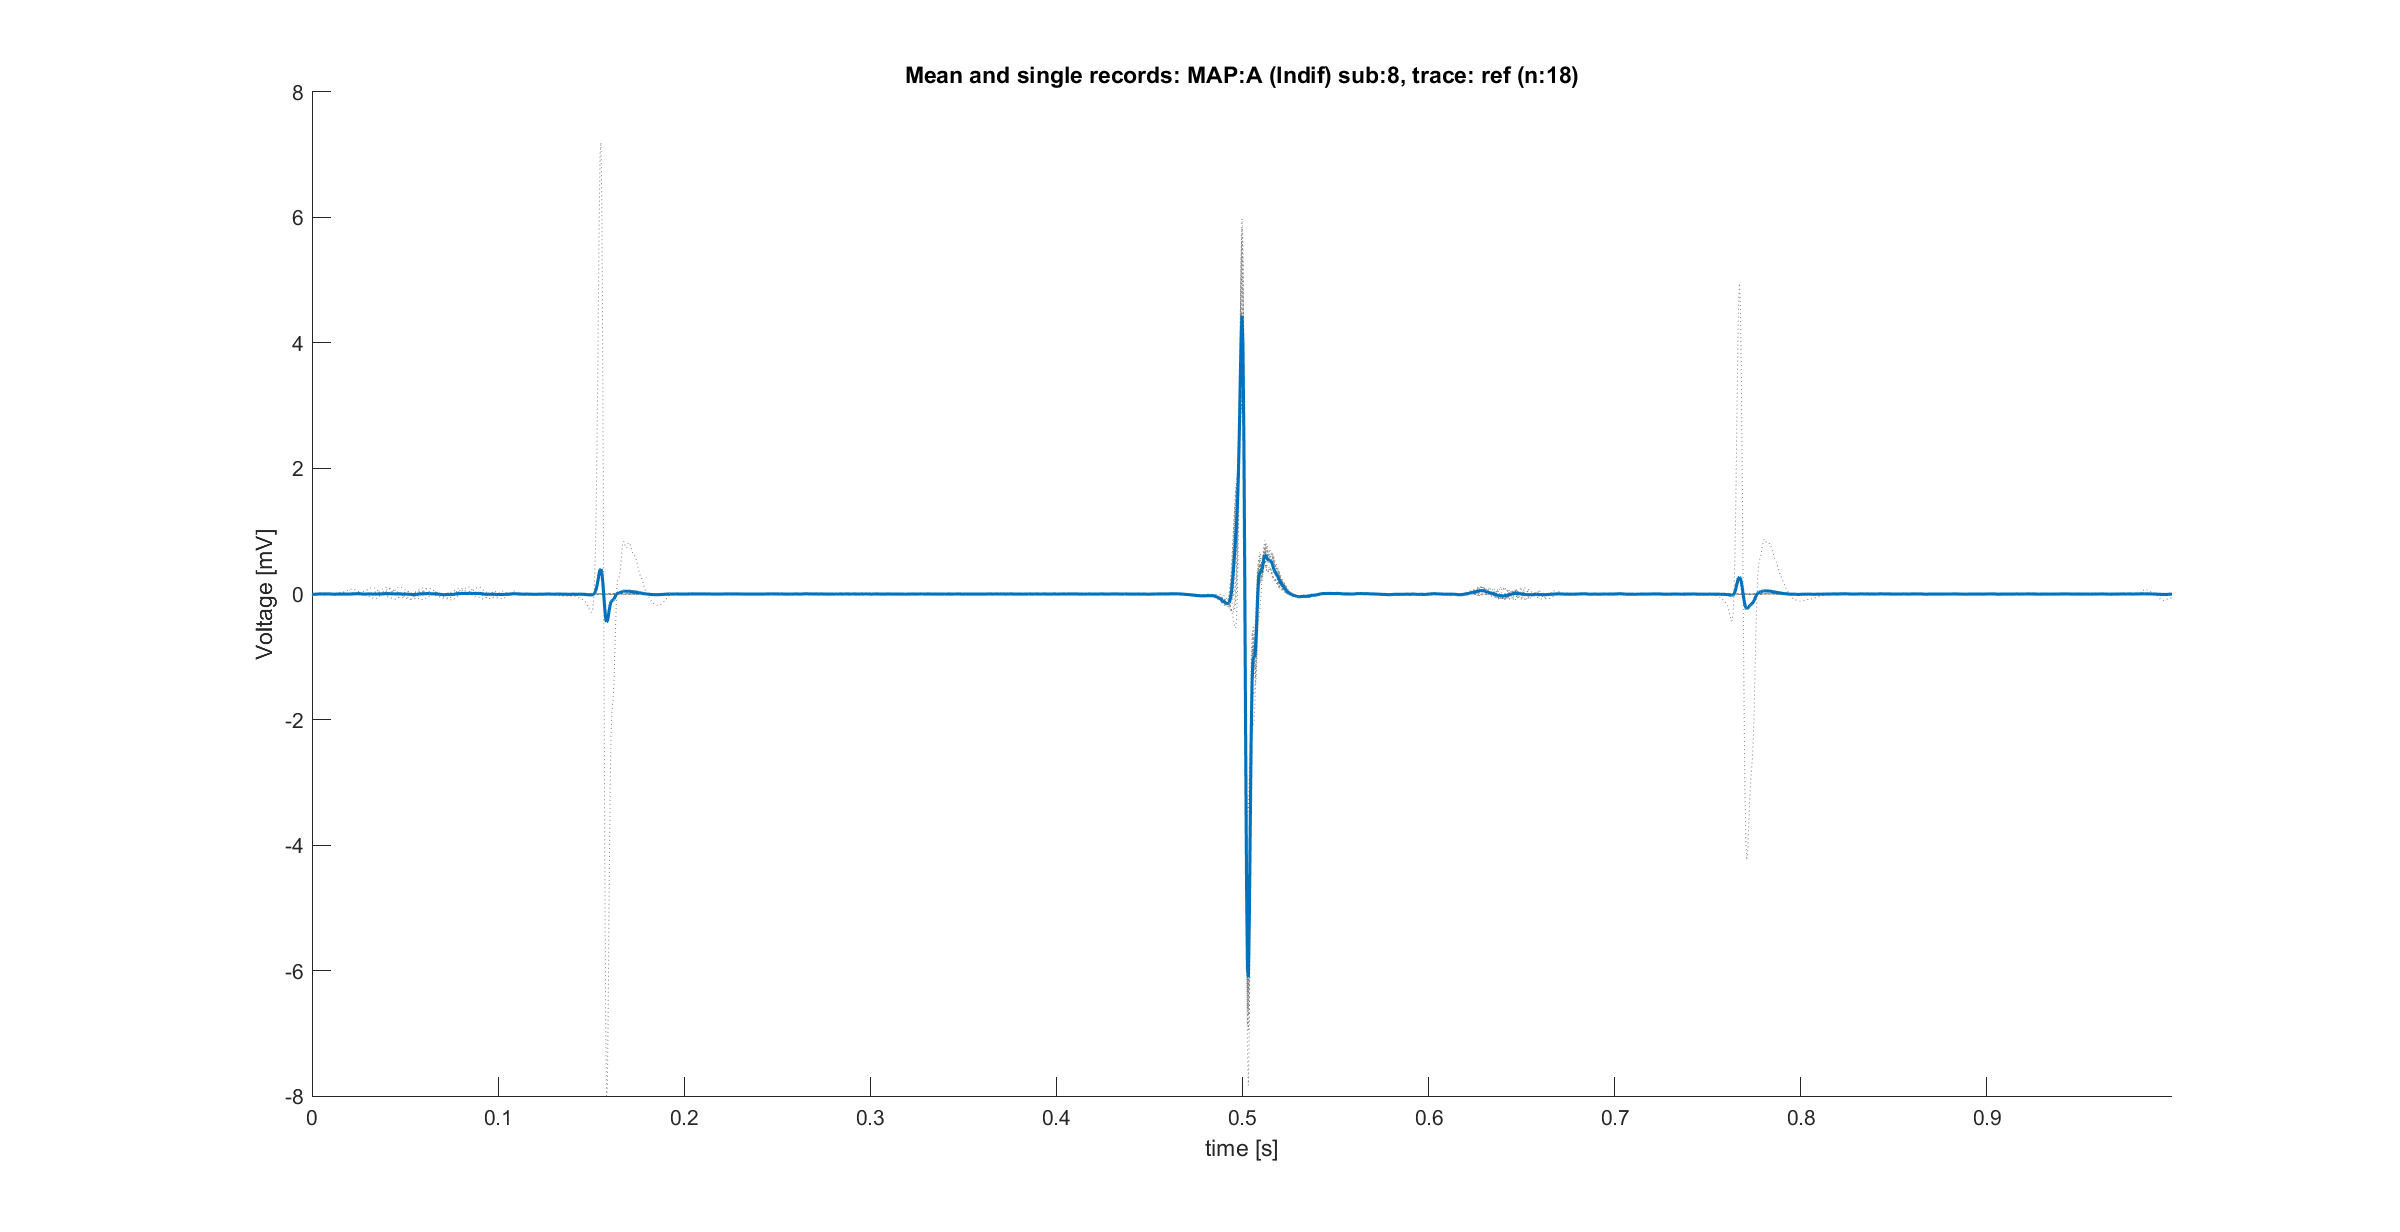 Mean and single records: MAP:A (Indif) sub:8, trace: ref (n:18)
8
6
4
2
0
-2
-4
-6
-8
Voltage [mV]
0 0.1 0.2 0.3 0.4 0.5 0.6 0.7 0.8 0.9
time [s]